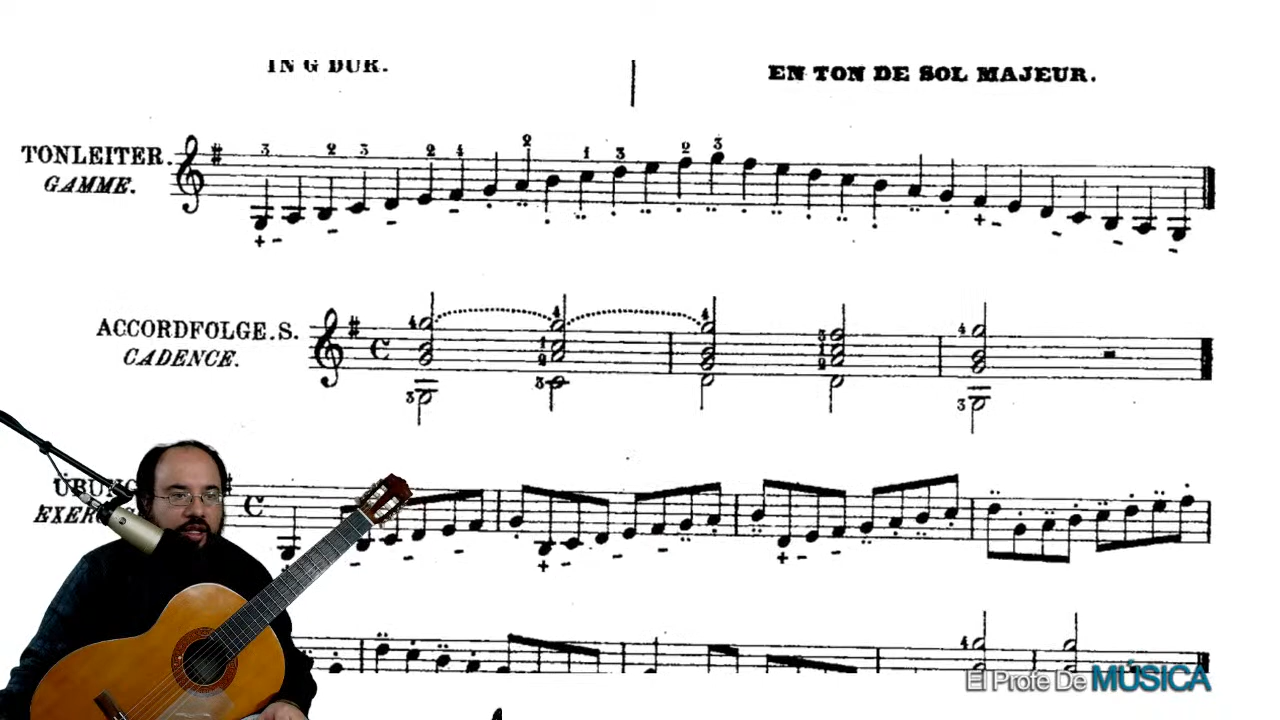 IN G DUR.
EN TON DE SOL MAJEUR.
TONLEITER.
GAMME.
ACCORDFOLGE.S.
CADENCE.
El Profe De MÚSICA